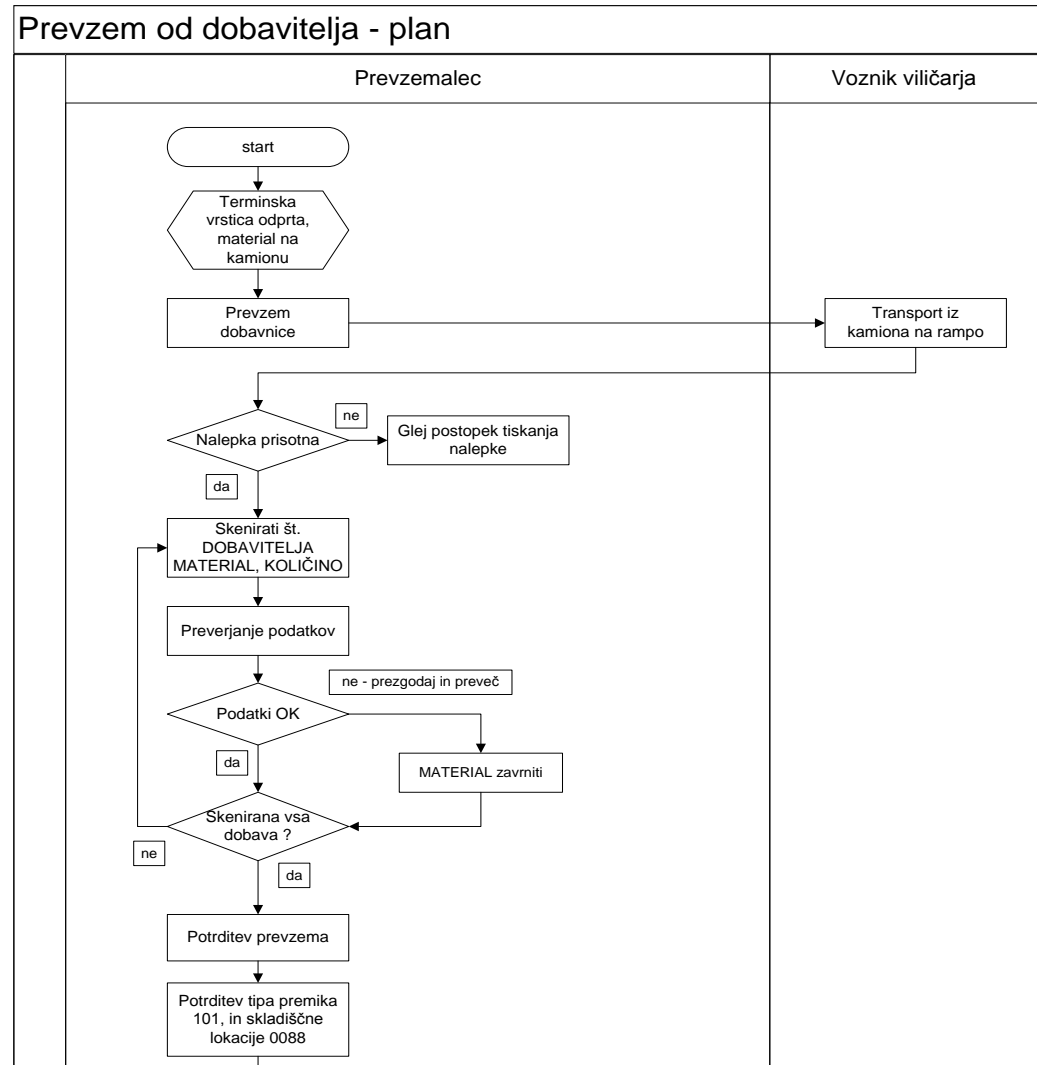 Prevzem od dobavitelja - plan
Prevzemalec
Voznik viličarja
start
Terminska
vrstica odprta,
material na
kamionu
Prevzem
dobavnice
Transport iz
kamiona na rampo
ne
Nalepka prisotna
Glej postopek tiskanja
nalepke
da
Skenirati št.
DOBAVITELJA
MATERIAL, KOLIČINO
Preverjanje podatkov
ne - prezgodaj in preveč
Podatki OK
da
MATERIAL zavrniti
Skenirana vsa
dobava ?
ne
da
Potrditev prevzema
Potrditev tipa premika
101, in skladiščne
lokacije 0088